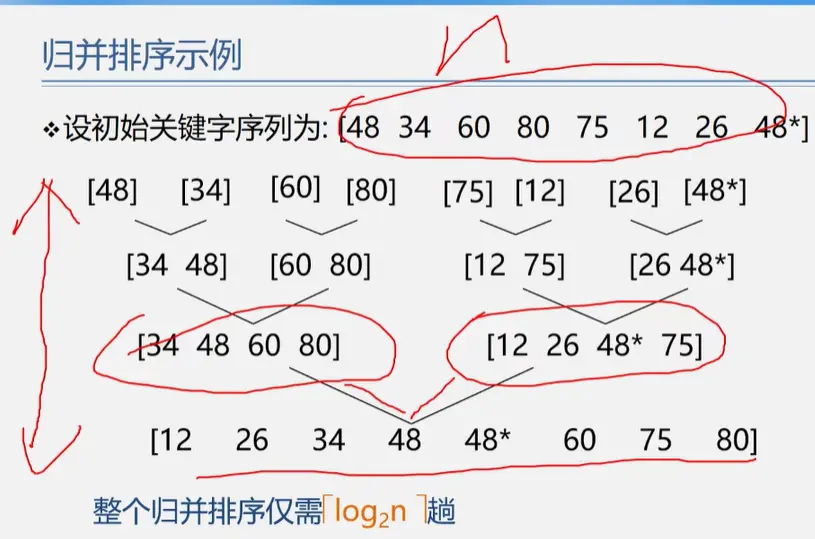 归并排序示例
❖设初始关键字序列为: [48 34 60 80 75 12 26 48*]
[48] [34] [60] [80] [75] [12] [26] [48*]
[34 48] [60 80] [12 75] [26 48*]
[34 48 60 80] [12 26 48* 75]
[12 26 34 48 48* 60 75 80]
整个归并排序仅需⌈log₂n⌉趟